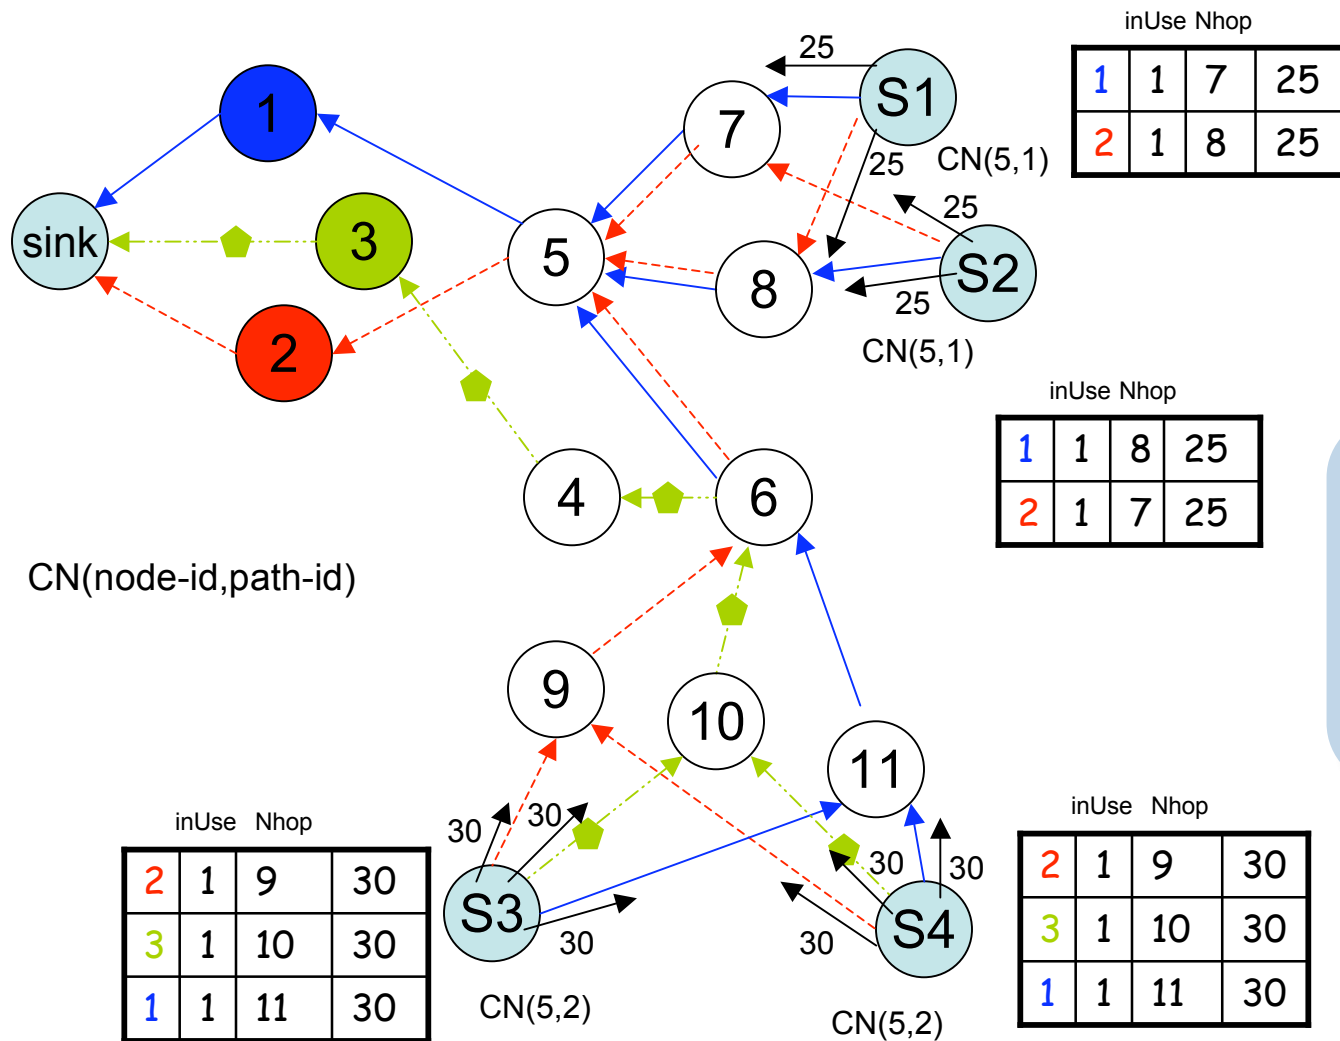 inUse Nhop
1 1 7 25
2 1 8 25
25
S1
7
1
25
CN(5,1)
25
sink
3
5
8
S2
25
2
CN(5,1)
inUse Nhop
1 1 8 25
2 1 7 25
4
6
CN(node-id,path-id)
9
10
11
inUse Nhop
2 1 9 30
3 1 10 30
1 1 11 30
30
30
S3
30
CN(5,2)
30
30
S4
30
CN(5,2)
inUse Nhop
2 1 9 30
3 1 10 30
1 1 11 30